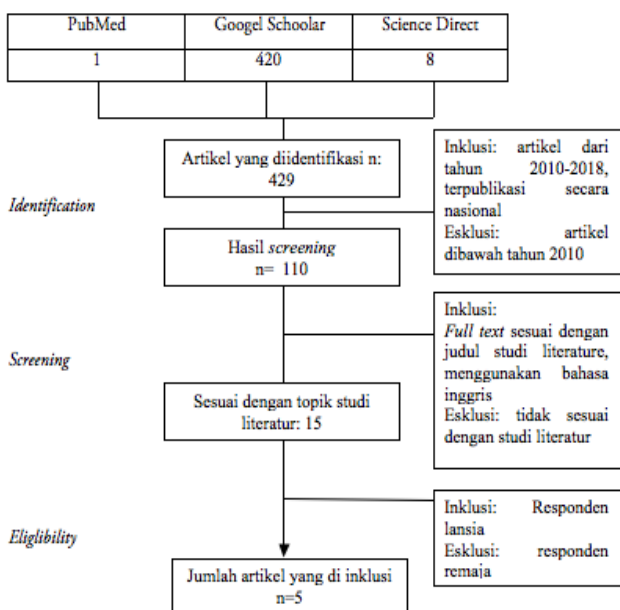 PubMed Googel Schoolar Science Direct
1 420 8
Artikel yang diidentifikasi n:
429
Inklusi: artikel dari
tahun 2010-2018,
terpublikasi secara
nasional
Esklusi: artikel
dibawah tahun 2010
Identification
Hasil screening
n= 110
Inklusi:
Full text sesuai dengan
judul studi literature,
menggunakan bahasa
inggris
Esklusi: tidak sesuai
dengan studi literatur
Screening
Sesuai dengan topik studi
literatur: 15
Inklusi: Responden
lansia
Esklusi: responden
remaja
Eliglibility
Jumlah artikel yang di inklusi
n=5